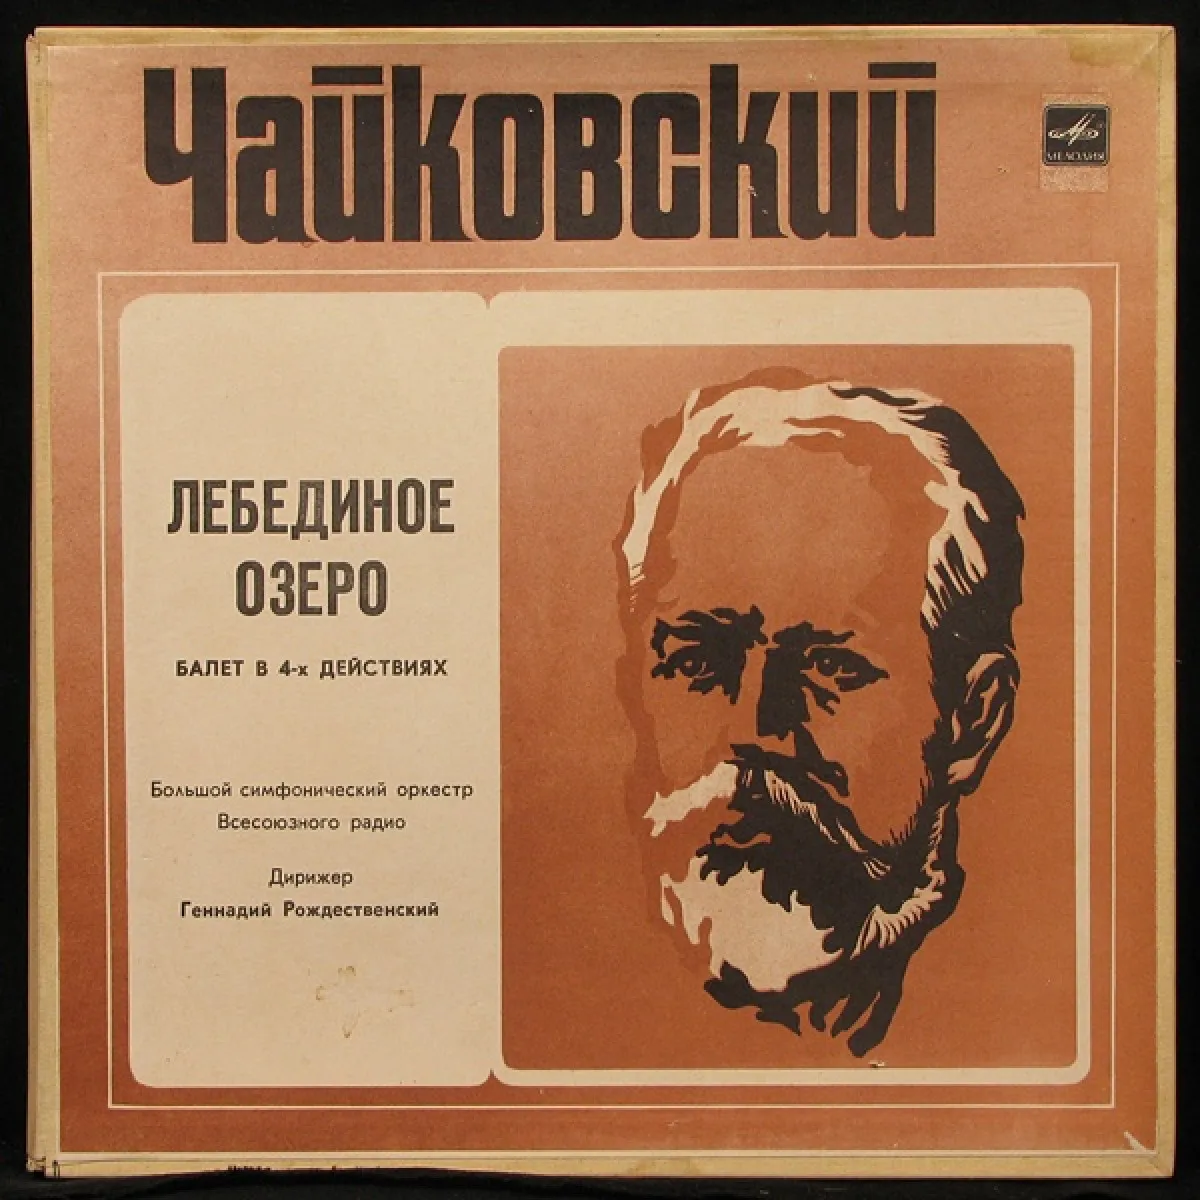 Чайковский
МЕЛОДИЯ
ЛЕБЕДИНОЕ
ОЗЕРО
БАЛЕТ В 4-х ДЕЙСТВИЯХ
Большой симфонический оркестр
Всесоюзного радио
Дирижер
Геннадий Рождественский